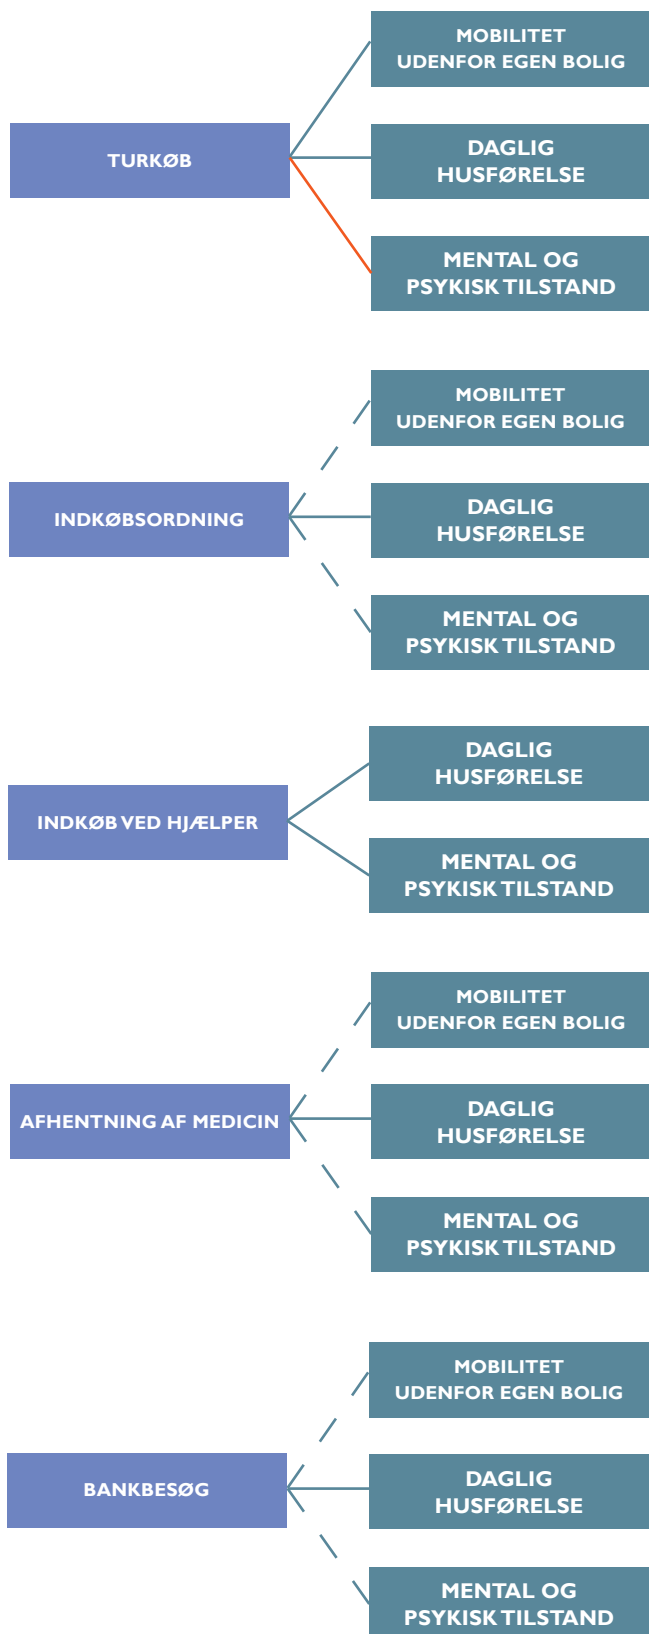 TURKØB
MOBILITET
UDENFOR EGEN BOLIG
DAGLIG
HUSFØRELSE
MENTAL OG
PSYKISK TILSTAND
INDKØBSORDNING
MOBILITET
UDENFOR EGEN BOLIG
DAGLIG
HUSFØRELSE
MENTAL OG
PSYKISK TILSTAND
INDKØB VED HJÆLPER
DAGLIG
HUSFØRELSE
MENTAL OG
PSYKISK TILSTAND
AFHENTNING AF MEDICIN
MOBILITET
UDENFOR EGEN BOLIG
DAGLIG
HUSFØRELSE
MENTAL OG
PSYKISK TILSTAND
BANKBESØG
MOBILITET
UDENFOR EGEN BOLIG
DAGLIG
HUSFØRELSE
MENTAL OG
PSYKISK TILSTAND